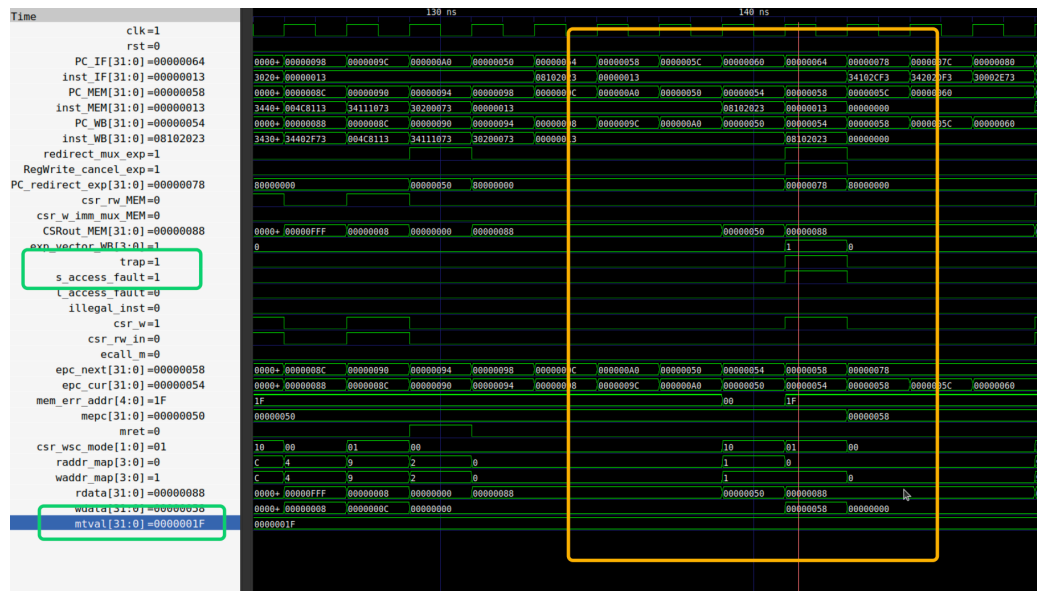 Time 130 ns 140 ns
clk=1
rst=0
PC_IF[31:0]=00000064 0000+ 00000098 0000009C 000000A0 00000050 00000054 00000058 0000005C 00000060 00000064 00000078 0000007C 00000080
inst_IF[31:0]=00000013 3020+ 00000013 08102023 00000013 34102CF3 342020F3 30002E73
PC_MEM[31:0]=00000058 0000+ 0000008C 00000090 00000094 00000098 0000009C 000000A0 00000050 00000054 00000058 0000005C 00000060
inst_MEM[31:0]=00000013 3440+ 004C8113 34111073 30200073 00000013 08102023 00000013 00000000
PC_WB[31:0]=00000054 0000+ 00000088 0000008C 00000090 00000094 00000098 0000009C 000000A0 00000050 00000054 00000058 0000005C 00000060
inst_WB[31:0]=08102023 3430+ 34402F73 004C8113 34111073 30200073 00000013 08102023 00000000
redirect_mux_exp=1
RegWrite_cancel_exp=1
PC_redirect_exp[31:0]=00000078 80000000 00000050 80000000 00000078 80000000
csr_rw_MEM=0
csr_w_imm_mux_MEM=0
CSRout_MEM[31:0]=00000088 0000+ 00000FFF 00000008 00000000 00000088 00000050 00000088
exp_vector_WB[3:0]=1 0 1 0
trap=1
s_access_fault=1
l_access_fault=0
illegal_inst=0
csr_w=1
csr_rw_in=0
ecall_m=0
epc_next[31:0]=00000058 0000+ 0000008C 00000090 00000094 00000098 0000009C 000000A0 00000050 00000054 00000058 00000078
epc_cur[31:0]=00000054 0000+ 00000088 0000008C 00000090 00000094 00000098 0000009C 000000A0 00000050 00000054 00000058 0000005C 00000060
mem_err_addr[4:0]=1F 1F 00 1F
mepc[31:0]=00000050 00000050 00000058
mret=0
csr_wsc_mode[1:0]=01 10 00 01 00 10 01 00
raddr_map[3:0]=0 C 4 9 2 0 1 0
waddr_map[3:0]=1 C 4 9 2 0 1 0
rdata[31:0]=00000088 0000+ 00000FFF 00000008 00000000 00000088 00000050 00000088
wdata[31:0]=00000058 0000+ 00000008 0000000C 00000000 00000058 00000000
mtval[31:0]=0000001F 0000001F